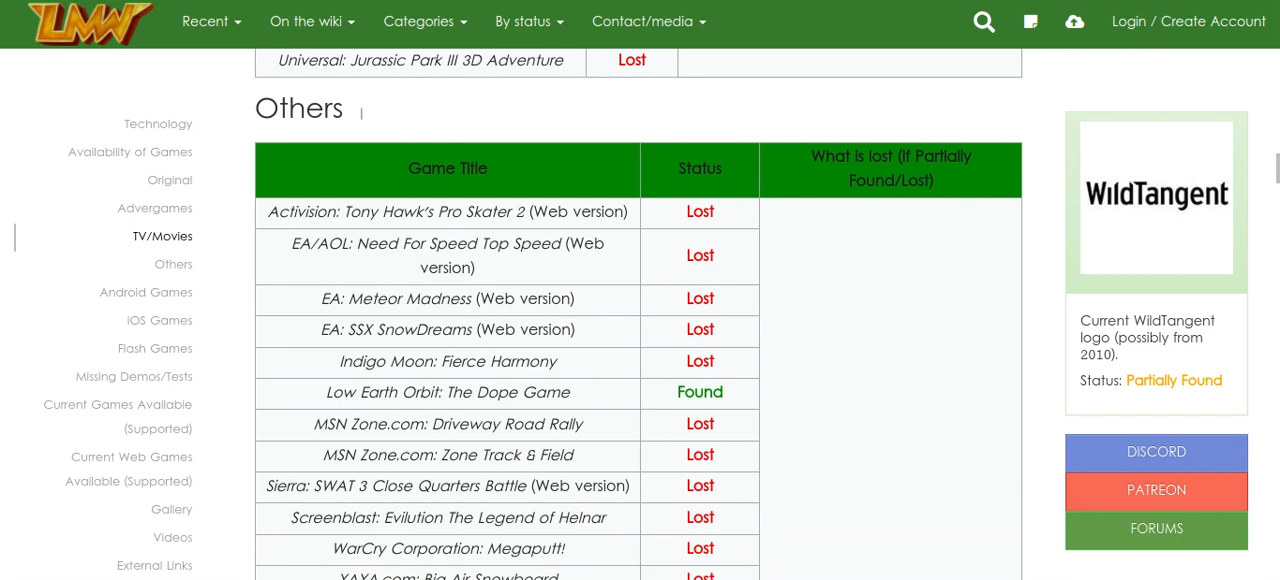 LMW
Recent
On the wiki
Categories
By status
Contact/media
Login / Create Account
Universal: Jurassic Park III 3D Adventure
Lost
Others
Technology
Availability of Games
Original
Advergames
TV/Movies
Others
Android Games
iOS Games
Flash Games
Missing Demos/Tests
Current Games Available
(Supported)
Current Web Games
Available (Supported)
Gallery
Videos
External Links
Game Title
Status
What is lost (If Partially
Found/Lost)
Activision: Tony Hawk's Pro Skater 2 (Web version)
Lost
EA/AOL: Need For Speed Top Speed (Web
version)
Lost
EA: Meteor Madness (Web version)
Lost
EA: SSX SnowDreams (Web version)
Lost
Indigo Moon: Fierce Harmony
Lost
Low Earth Orbit: The Dope Game
Found
MSN Zone.com: Driveway Road Rally
Lost
MSN Zone.com: Zone Track & Field
Lost
Sierra: SWAT 3 Close Quarters Battle (Web version)
Lost
Screenblast: Evilution The Legend of Helnar
Lost
WarCry Corporation: Megaputt!
Lost
YAYA.com: Big Air Snowboard
Lost
WildTangent
Current WildTangent
logo (possibly from
2010).
Status: Partially Found
DISCORD
PATREON
FORUMS